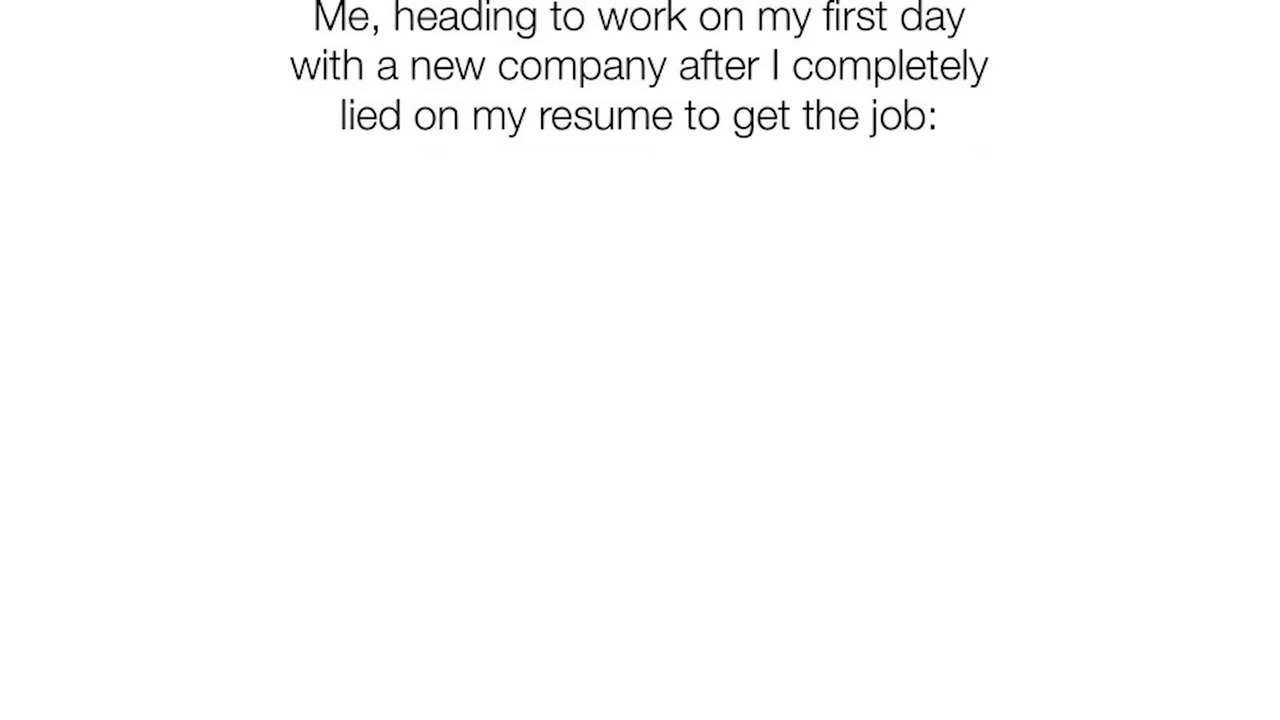 Me, heading to work on my first day
with a new company after I completely
lied on my resume to get the job: